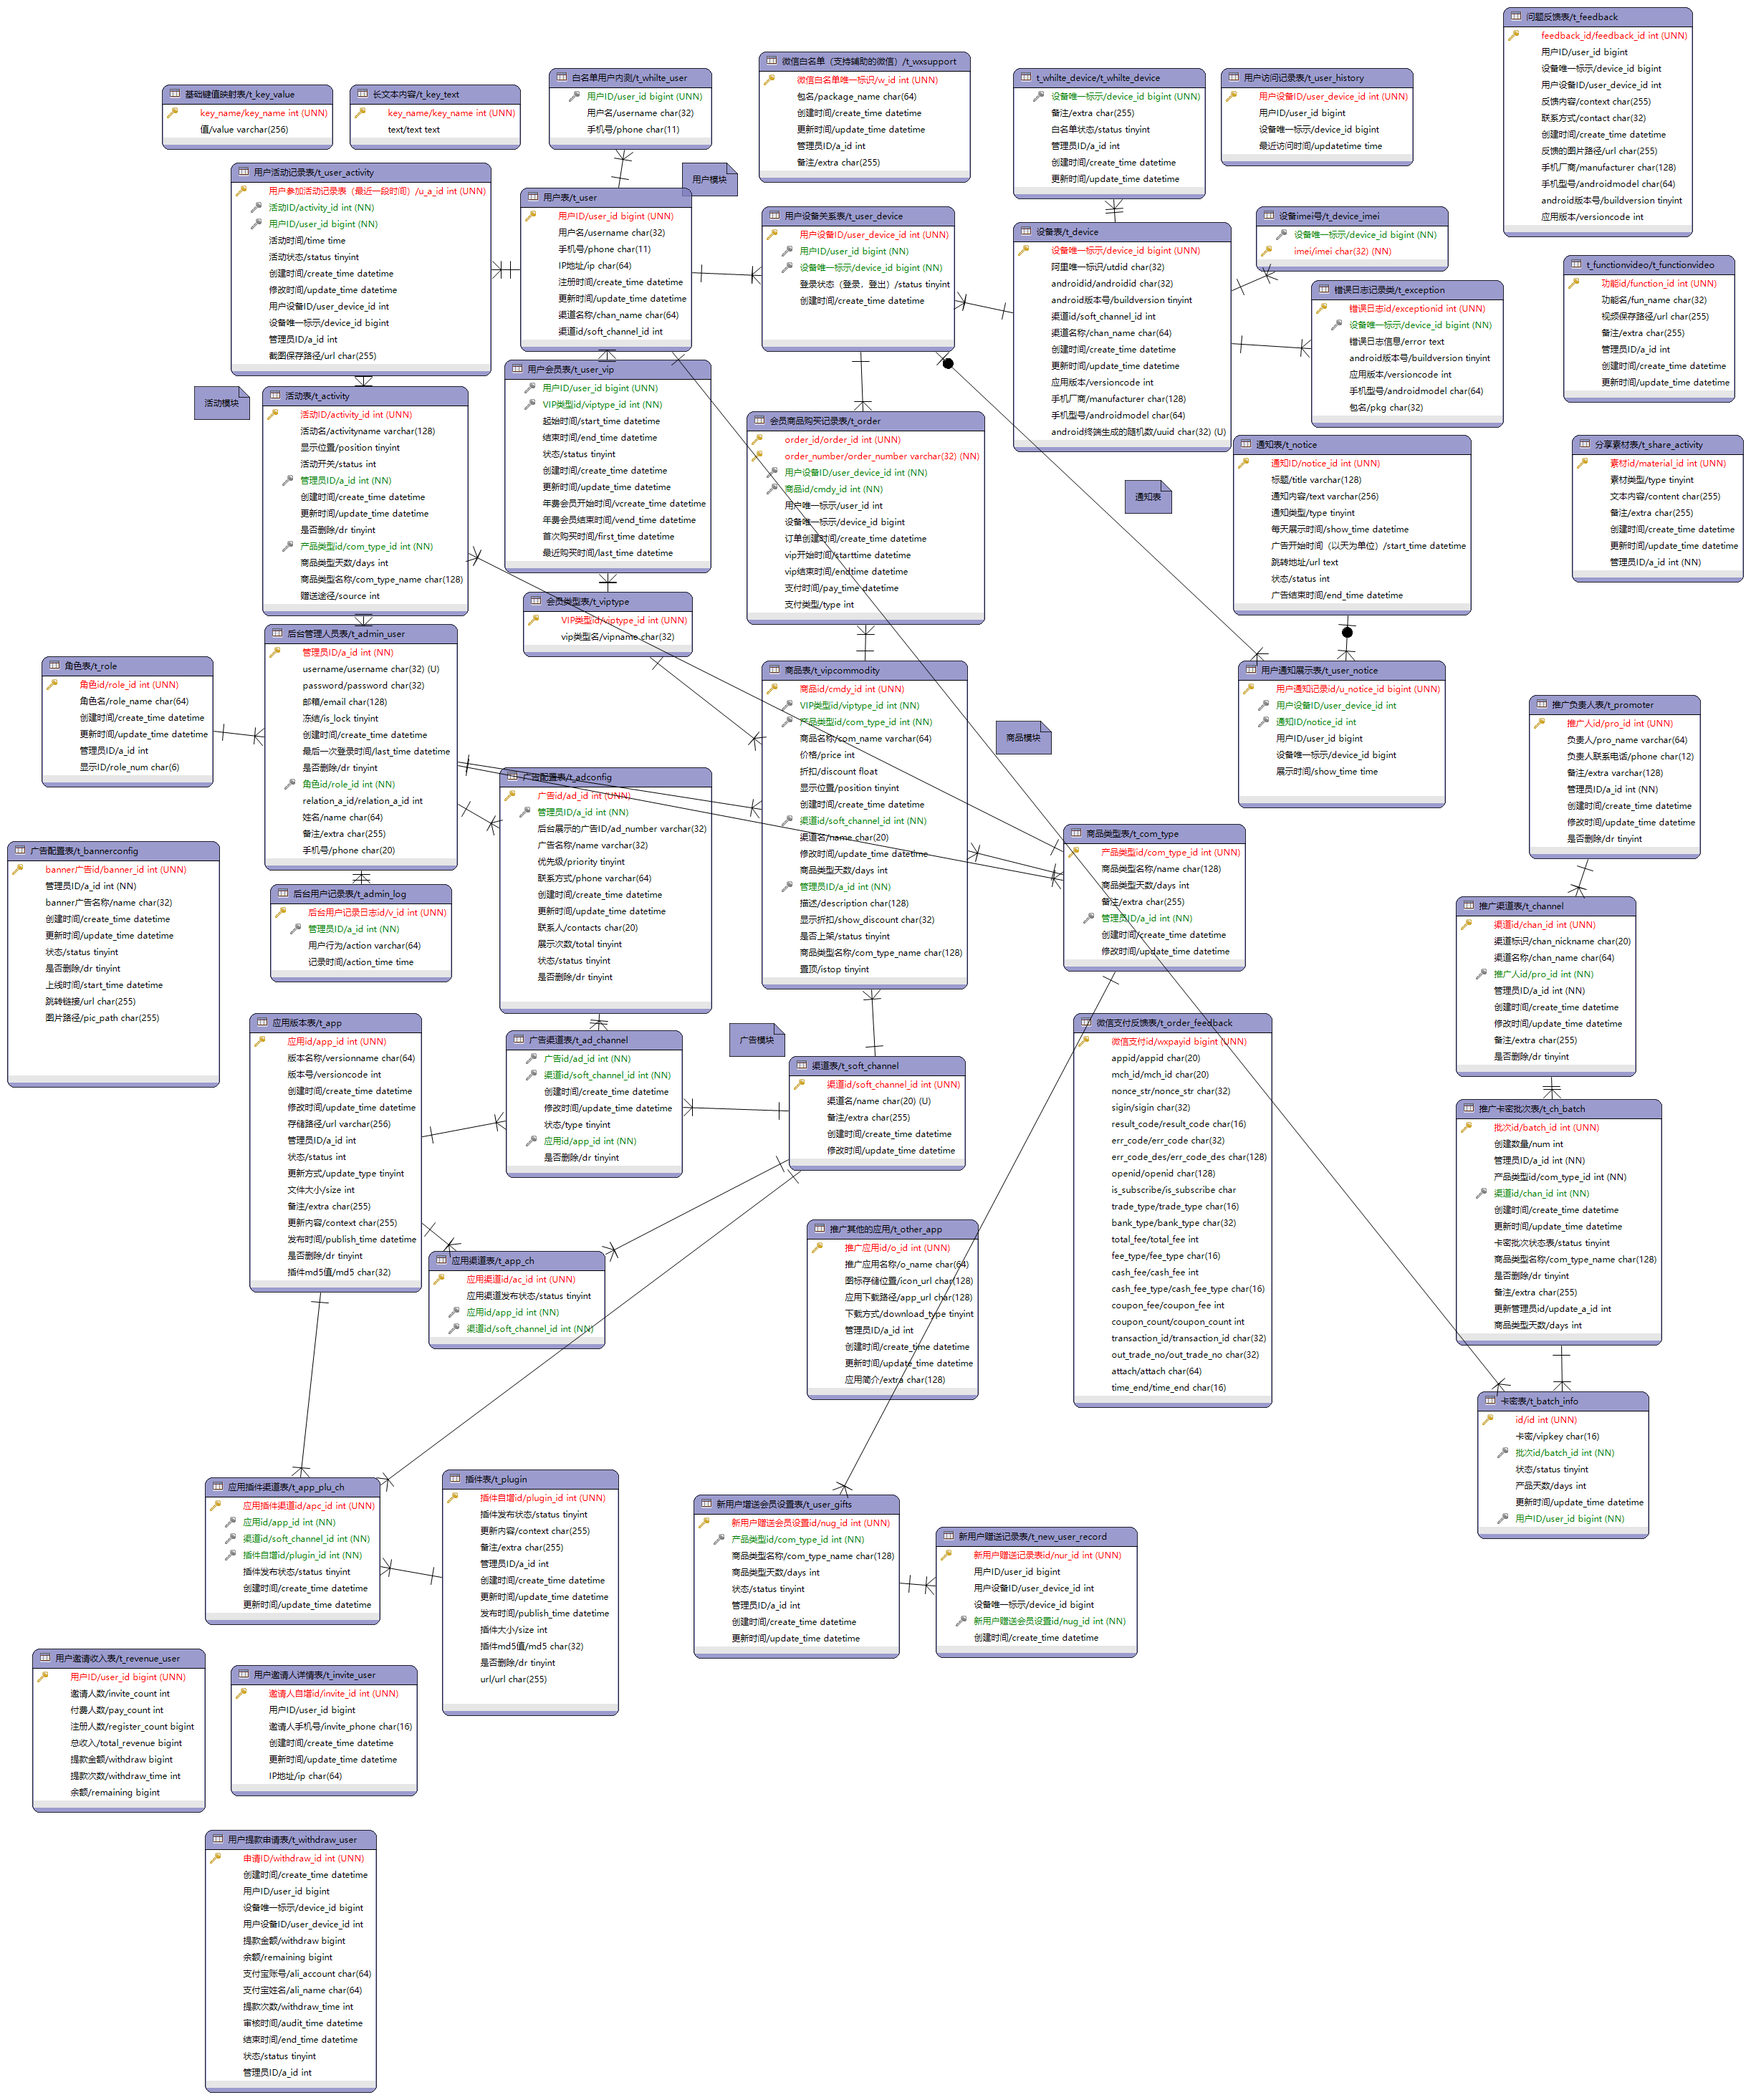 问题反馈表/t_feedback
feedback_id/feedback_id int (UNN)
用户ID/user_id bigint
设备唯一标示/device_id bigint
用户设备ID/user_device_id int
反馈内容/context char(255)
联系方式/contact char(32)
创建时间/create_time datetime
反馈的图片路径/url char(255)
手机厂商/manufacturer char(128)
手机型号/androidmodel char(64)
android版本号/buildversion tinyint
应用版本/versioncode int
基础键值映射表/t_key_value
key_name/key_name int (UNN)
值/value varchar(256)
长文本内容/t_key_text
key_name/key_name int (UNN)
text/text text
白名单用户内测/t_whilte_user
用户ID/user_id bigint (UNN)
用户名/username char(32)
手机号/phone char(11)
微信白名单（支持辅助的微信）/t_wxsupport
微信白名单唯一标识/w_id int (UNN)
包名/package_name char(64)
创建时间/create_time datetime
更新时间/update_time datetime
管理员ID/a_id int
备注/extra char(255)
t_whilte_device/t_whilte_device
设备唯一标示/device_id bigint (UNN)
备注/extra char(255)
白名单状态/status tinyint
管理员ID/a_id int
创建时间/create_time datetime
更新时间/update_time datetime
用户访问记录表/t_user_history
用户设备ID/user_device_id int (UNN)
用户ID/user_id bigint
设备唯一标示/device_id bigint
最近访问时间/updatetime time
用户活动记录表/t_user_activity
用户参加活动记录表（最近一段时间）/u_a_id int (UNN)
活动ID/activity_id int (NN)
用户ID/user_id bigint (NN)
活动时间/time time
活动状态/status tinyint
创建时间/create_time datetime
修改时间/update_time datetime
用户设备ID/user_device_id int
设备唯一标示/device_id bigint
管理员ID/a_id int
截图保存路径/url char(255)
用户模块
用户表/t_user
用户ID/user_id bigint (UNN)
用户名/username char(32)
手机号/phone char(11)
IP地址/ip char(64)
注册时间/create_time datetime
更新时间/update_time datetime
渠道名称/chan_name char(64)
渠道id/soft_channel_id int
用户设备关系表/t_user_device
用户设备ID/user_device_id int (UNN)
用户ID/user_id bigint (NN)
设备唯一标示/device_id bigint (NN)
登录状态（登录，登出）/status tinyint
创建时间/create_time datetime
设备表/t_device
设备唯一标示/device_id bigint (UNN)
阿里唯一标识/utdid char(32)
androidid/androidid char(32)
android版本号/buildversion tinyint
渠道id/soft_channel_id int
渠道名称/chan_name char(64)
创建时间/create_time datetime
更新时间/update_time datetime
应用版本/versioncode int
手机厂商/manufacturer char(128)
手机型号/androidmodel char(64)
android终端生成的随机数/uuid char(32) (U)
设备imei号/t_device_imei
设备唯一标示/device_id bigint (NN)
imei/imei char(32) (NN)
错误日志记录类/t_exception
错误日志id/exceptionid int (UNN)
设备唯一标示/device_id bigint (NN)
错误日志信息/error text
android版本号/buildversion tinyint
应用版本/versioncode int
手机型号/androidmodel char(64)
包名/pkg char(32)
t_functionvideo/t_functionvideo
功能id/function_id int (UNN)
功能名/fun_name char(32)
视频保存路径/url char(255)
备注/extra char(255)
管理员ID/a_id int
创建时间/create_time datetime
更新时间/update_time datetime
活动模块
活动表/t_activity
活动ID/activity_id int (UNN)
活动名/activityname varchar(128)
显示位置/position tinyint
活动开关/status int
管理员ID/a_id int (NN)
创建时间/create_time datetime
更新时间/update_time datetime
是否删除/dr tinyint
产品类型id/com_type_id int (NN)
商品类型天数/days int
商品类型名称/com_type_name char(128)
赠送途径/source int
用户会员表/t_user_vip
用户ID/user_id bigint (UNN)
VIP类型id/viptype_id int (NN)
起始时间/start_time datetime
结束时间/end_time datetime
状态/status tinyint
创建时间/create_time datetime
更新时间/update_time datetime
年费会员开始时间/vcreate_time datetime
年费会员结束时间/vend_time datetime
首次购买时间/first_time datetime
最近购买时间/last_time datetime
会员商品购买记录表/t_order
order_id/order_id int (UNN)
order_number/order_number varchar(32) (NN)
用户设备ID/user_device_id int (NN)
商品id/cmdy_id int (NN)
用户唯一标示/user_id int
设备唯一标示/device_id bigint
订单创建时间/create_time datetime
vip开始时间/starttime datetime
vip结束时间/endtime datetime
支付时间/pay_time datetime
支付类型/type int
通知表
通知表/t_notice
通知ID/notice_id int (UNN)
标题/title varchar(128)
通知内容/text varchar(256)
通知类型/type tinyint
每天展示时间/show_time datetime
广告开始时间（以天为单位）/start_time datetime
跳转地址/url text
状态/status int
广告结束时间/end_time datetime
分享素材表/t_share_activity
素材id/material_id int (UNN)
素材类型/type tinyint
文本内容/content char(255)
备注/extra char(255)
创建时间/create_time datetime
更新时间/update_time datetime
管理员ID/a_id int (NN)
会员类型表/t_viptype
VIP类型id/viptype_id int (UNN)
vip类型名/vipname char(32)
角色表/t_role
角色id/role_id int (UNN)
角色名/role_name char(64)
创建时间/create_time datetime
更新时间/update_time datetime
管理员ID/a_id int
显示ID/role_num char(6)
后台管理人员表/t_admin_user
管理员ID/a_id int (NN)
username/username char(32) (U)
password/password char(32)
邮箱/email char(128)
冻结/is_lock tinyint
创建时间/create_time datetime
最后一次登录时间/last_time datetime
是否删除/dr tinyint
角色id/role_id int (NN)
relation_a_id/relation_a_id int
姓名/name char(64)
备注/extra char(255)
手机号/phone char(20)
商品表/t_vipcommodity
商品id/cmdy_id int (UNN)
VIP类型id/viptype_id int (NN)
产品类型id/com_type_id int (NN)
商品名称/com_name varchar(64)
价格/price int
折扣/discount float
显示位置/position tinyint
创建时间/create_time datetime
渠道id/soft_channel_id int (NN)
渠道名/name char(20)
修改时间/update_time datetime
商品类型天数/days int
管理员ID/a_id int (NN)
描述/description char(128)
显示折扣/show_discount char(32)
是否上架/status tinyint
商品类型名称/com_type_name char(128)
置顶/istop tinyint
商品模块
用户通知展示表/t_user_notice
用户通知记录id/u_notice_id bigint (UNN)
用户设备ID/user_device_id int
通知ID/notice_id int
用户ID/user_id bigint
设备唯一标示/device_id bigint
展示时间/show_time time
推广负责人表/t_promoter
推广人id/pro_id int (UNN)
负责人/pro_name varchar(64)
负责人联系电话/phone char(12)
备注/extra varchar(128)
管理员ID/a_id int (NN)
创建时间/create_time datetime
修改时间/update_time datetime
是否删除/dr tinyint
广告配置表/t_adconfig
广告id/ad_id int (UNN)
管理员ID/a_id int (NN)
后台展示的广告ID/ad_number varchar(32)
广告名称/name varchar(32)
优先级/priority tinyint
联系方式/phone varchar(64)
创建时间/create_time datetime
更新时间/update_time datetime
联系人/contacts char(20)
展示次数/total tinyint
状态/status tinyint
是否删除/dr tinyint
广告配置表/t_bannerconfig
banner广告id/banner_id int (UNN)
管理员ID/a_id int (NN)
banner广告名称/name char(32)
创建时间/create_time datetime
更新时间/update_time datetime
状态/status tinyint
是否删除/dr tinyint
上线时间/start_time datetime
跳转链接/url char(255)
图片路径/pic_path char(255)
后台用户记录表/t_admin_log
后台用户记录日志id/v_id int (UNN)
管理员ID/a_id int (NN)
用户行为/action varchar(64)
记录时间/action_time time
商品类型表/t_com_type
产品类型id/com_type_id int (UNN)
商品类型名称/name char(128)
商品类型天数/days int
备注/extra char(255)
管理员ID/a_id int (NN)
创建时间/create_time datetime
修改时间/update_time datetime
推广渠道表/t_channel
渠道id/chan_id int (UNN)
渠道标识/chan_nickname char(20)
渠道名称/chan_name char(64)
推广人id/pro_id int (NN)
管理员ID/a_id int (NN)
创建时间/create_time datetime
修改时间/update_time datetime
备注/extra char(255)
是否删除/dr tinyint
应用版本表/t_app
应用id/app_id int (UNN)
版本名称/versionname char(64)
版本号/versioncode int
创建时间/create_time datetime
修改时间/update_time datetime
存储路径/url varchar(256)
管理员ID/a_id int
状态/status int
更新方式/update_type tinyint
文件大小/size int
备注/extra char(255)
更新内容/context char(255)
发布时间/publish_time datetime
是否删除/dr tinyint
插件md5值/md5 char(32)
广告渠道表/t_ad_channel
广告id/ad_id int (NN)
渠道id/soft_channel_id int (NN)
创建时间/create_time datetime
修改时间/update_time datetime
状态/type tinyint
应用id/app_id int (NN)
是否删除/dr tinyint
广告模块
渠道表/t_soft_channel
渠道id/soft_channel_id int (UNN)
渠道名/name char(20) (U)
备注/extra char(255)
创建时间/create_time datetime
修改时间/update_time datetime
微信支付反馈表/t_order_feedback
微信支付id/wxpayid bigint (UNN)
appid/appid char(20)
mch_id/mch_id char(20)
nonce_str/nonce_str char(32)
sigin/sigin char(32)
result_code/result_code char(16)
err_code/err_code char(32)
err_code_des/err_code_des char(128)
openid/openid char(128)
is_subscribe/is_subscribe char
trade_type/trade_type char(16)
bank_type/bank_type char(32)
total_fee/total_fee int
fee_type/fee_type char(16)
cash_fee/cash_fee int
cash_fee_type/cash_fee_type char(16)
coupon_fee/coupon_fee int
coupon_count/coupon_count int
transaction_id/transaction_id char(32)
out_trade_no/out_trade_no char(32)
attach/attach char(64)
time_end/time_end char(16)
推广卡密批次表/t_ch_batch
批次id/batch_id int (UNN)
创建数量/num int
管理员ID/a_id int (NN)
产品类型id/com_type_id int (NN)
渠道id/chan_id int (NN)
创建时间/create_time datetime
更新时间/update_time datetime
卡密批次状态表/status tinyint
商品类型名称/com_type_name char(128)
是否删除/dr tinyint
备注/extra char(255)
更新管理员id/update_a_id int
商品类型天数/days int
应用渠道表/t_app_ch
应用渠道id/ac_id int (UNN)
应用渠道发布状态/status tinyint
应用id/app_id int (NN)
渠道id/soft_channel_id int (NN)
推广其他的应用/t_other_app
推广应用id/o_id int (UNN)
推广应用名称/o_name char(64)
图标存储位置/icon_url char(128)
应用下载路径/app_url char(128)
下载方式/download_type tinyint
管理员ID/a_id int
创建时间/create_time datetime
更新时间/update_time datetime
应用简介/extra char(128)
卡密表/t_batch_info
id/id int (UNN)
卡密/vipkey char(16)
批次id/batch_id int (NN)
状态/status tinyint
产品天数/days int
更新时间/update_time datetime
用户ID/user_id bigint (NN)
应用插件渠道表/t_app_plu_ch
应用插件渠道id/apc_id int (UNN)
应用id/app_id int (NN)
渠道id/soft_channel_id int (NN)
插件自增id/plugin_id int (NN)
插件发布状态/status tinyint
创建时间/create_time datetime
更新时间/update_time datetime
插件表/t_plugin
插件自增id/plugin_id int (UNN)
插件发布状态/status tinyint
更新内容/context char(255)
备注/extra char(255)
管理员ID/a_id int
创建时间/create_time datetime
更新时间/update_time datetime
发布时间/publish_time datetime
插件大小/size int
插件md5值/md5 char(32)
是否删除/dr tinyint
url/url char(255)
新用户增送会员设置表/t_user_gifts
新用户赠送会员设置id/nug_id int (UNN)
产品类型id/com_type_id int (NN)
商品类型名称/com_type_name char(128)
商品类型天数/days int
状态/status tinyint
管理员ID/a_id int
创建时间/create_time datetime
更新时间/update_time datetime
新用户赠送记录表/t_new_user_record
新用户赠送记录表id/nur_id int (UNN)
用户ID/user_id bigint
用户设备ID/user_device_id int
设备唯一标示/device_id bigint
新用户赠送会员设置id/nug_id int (NN)
创建时间/create_time datetime
用户邀请收入表/t_revenue_user
用户ID/user_id bigint (UNN)
邀请人数/invite_count int
付费人数/pay_count int
注册人数/register_count bigint
总收入/total_revenue bigint
提款金额/withdraw bigint
提款次数/withdraw_time int
余额/remaining bigint
用户邀请人详情表/t_invite_user
邀请人自增id/invite_id int (UNN)
用户ID/user_id bigint
邀请人手机号/invite_phone char(16)
创建时间/create_time datetime
更新时间/update_time datetime
IP地址/ip char(64)
用户提款申请表/t_withdraw_user
申请ID/withdraw_id int (UNN)
创建时间/create_time datetime
用户ID/user_id bigint
设备唯一标示/device_id bigint
用户设备ID/user_device_id int
提款金额/withdraw bigint
余额/remaining bigint
支付宝账号/ali_account char(64)
支付宝姓名/ali_name char(64)
提款次数/withdraw_time int
审核时间/audit_time datetime
结束时间/end_time datetime
状态/status tinyint
管理员ID/a_id int